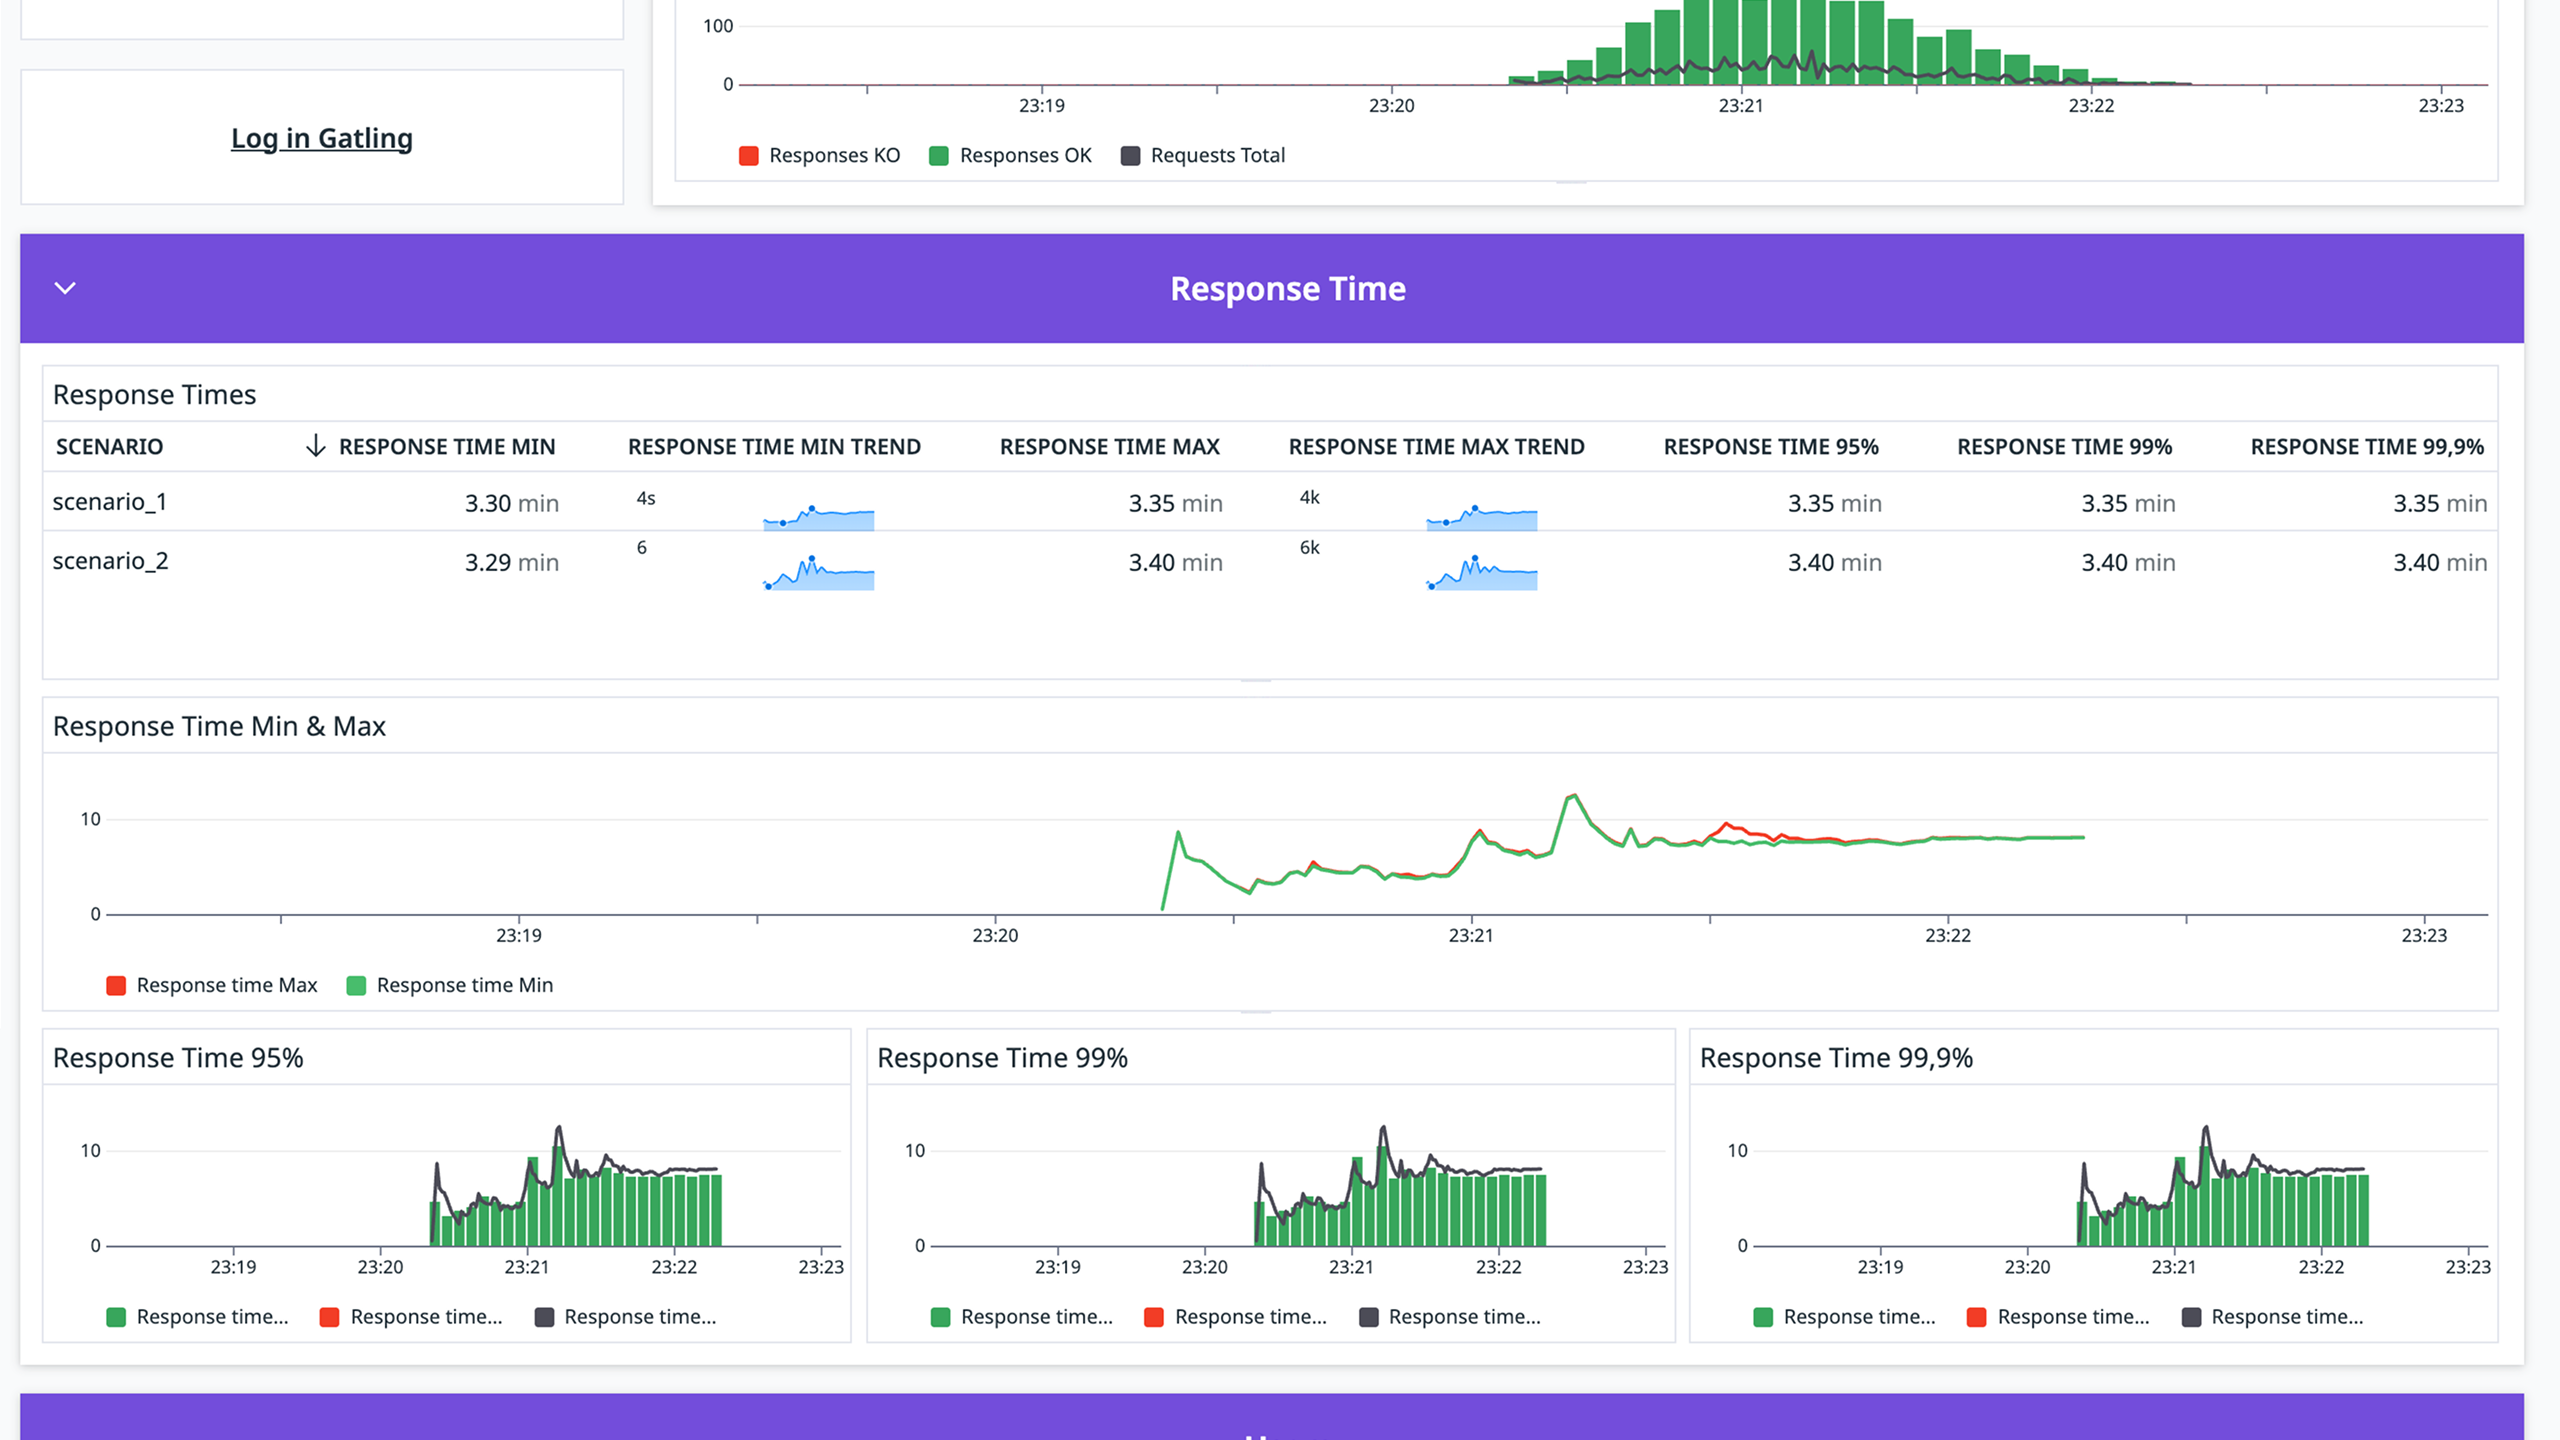 100
0
23:19 23:20 23:21 23:22 23:23
Responses KO Responses OK Requests Total
Log in Gatling
Response Time
Response Times
SCENARIO ↓ RESPONSE TIME MIN RESPONSE TIME MIN TREND RESPONSE TIME MAX RESPONSE TIME MAX TREND RESPONSE TIME 95% RESPONSE TIME 99% RESPONSE TIME 99,9%
scenario_1 3.30 min 4s 3.35 min 4k 3.35 min 3.35 min 3.35 min
scenario_2 3.29 min 6 3.40 min 6k 3.40 min 3.40 min 3.40 min
Response Time Min & Max
10
0
23:19 23:20 23:21 23:22 23:23
Response time Max Response time Min
Response Time 95%
10
0
23:19 23:20 23:21 23:22 23:23
Response time... Response time... Response time...
Response Time 99%
10
0
23:19 23:20 23:21 23:22 23:23
Response time... Response time... Response time...
Response Time 99,9%
10
0
23:19 23:20 23:21 23:22 23:23
Response time... Response time... Response time...